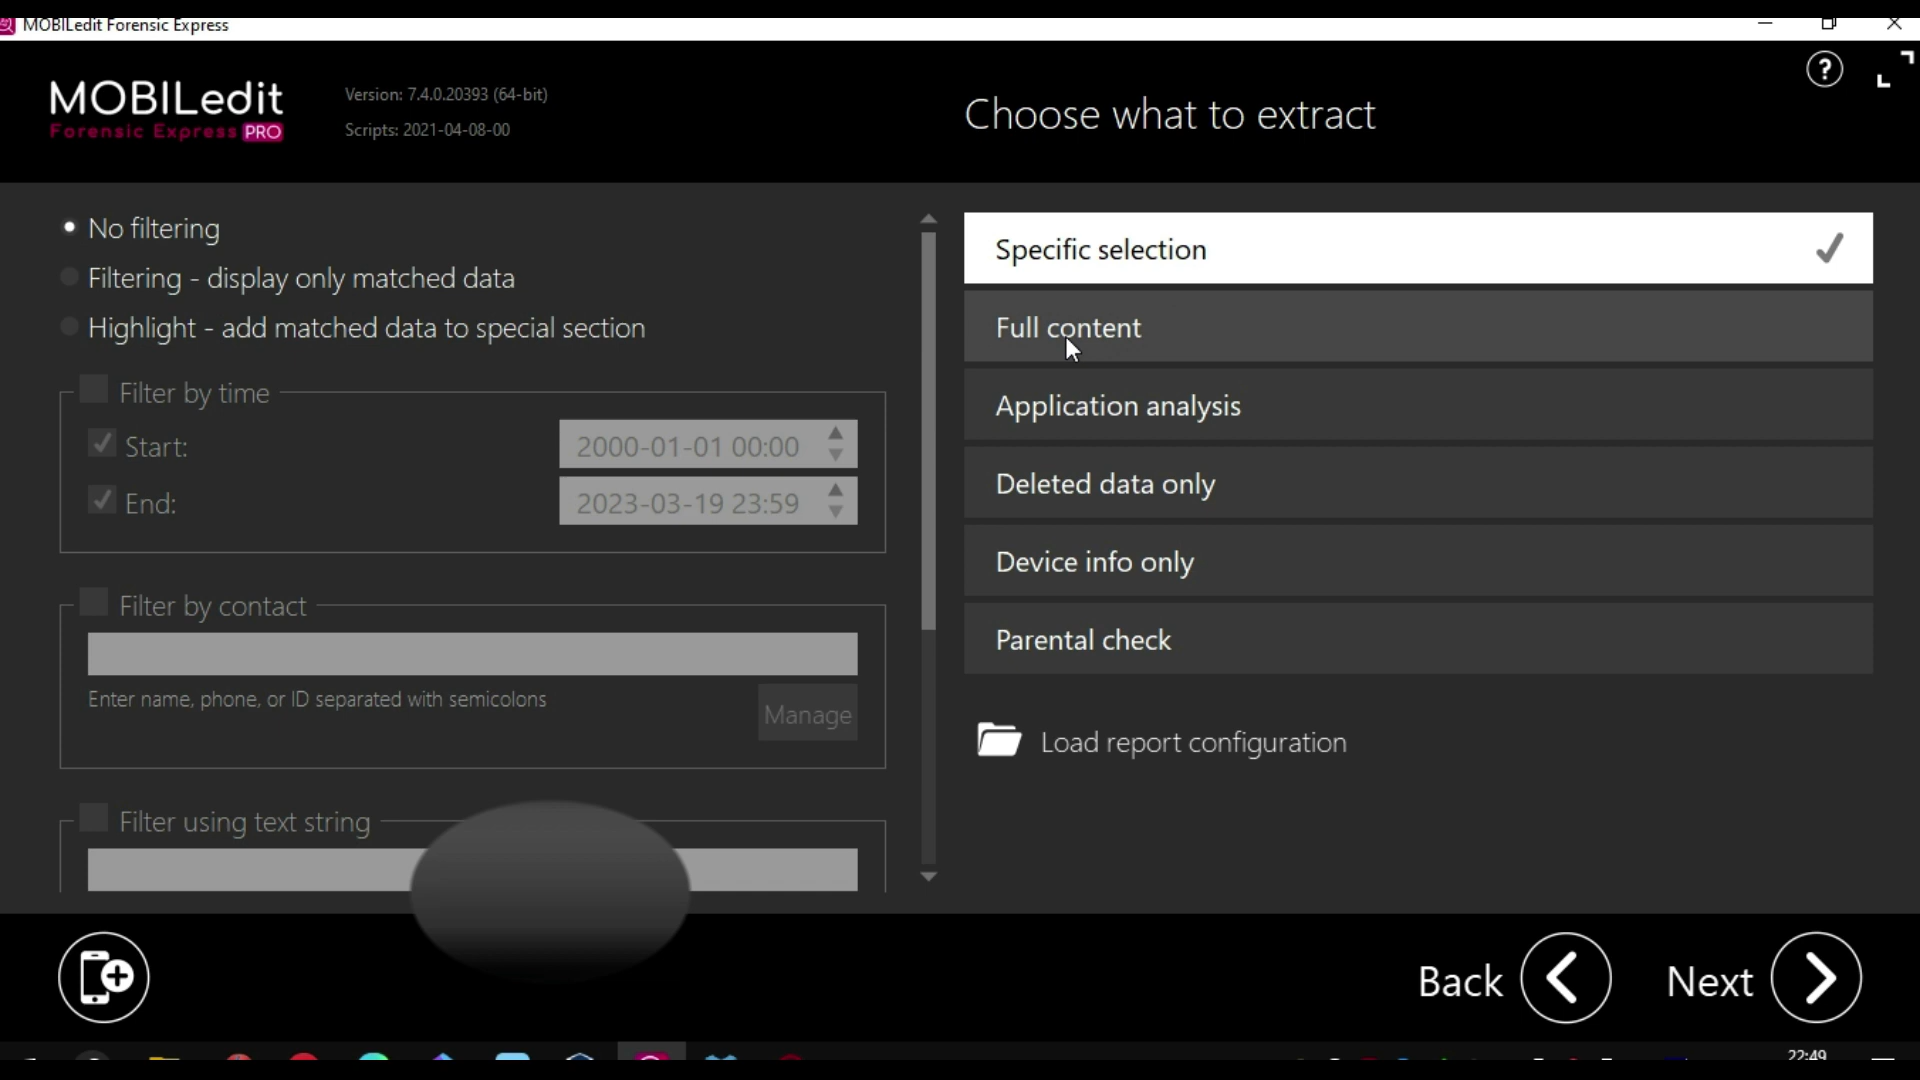 MOBILedit Forensic Express
MOBILedit
Forensic Express PRO
Version: 7.4.0.20393 (64-bit)
Scripts: 2021-04-08-00
Choose what to extract
?
No filtering
Filtering - display only matched data
Highlight - add matched data to special section
Filter by time
Start:
2000-01-01 00:00
End:
2023-03-19 23:59
Filter by contact
Enter name, phone, or ID separated with semicolons
Manage
Filter using text string
Specific selection
Full content
Application analysis
Deleted data only
Device info only
Parental check
Load report configuration
Back
Next
22:49